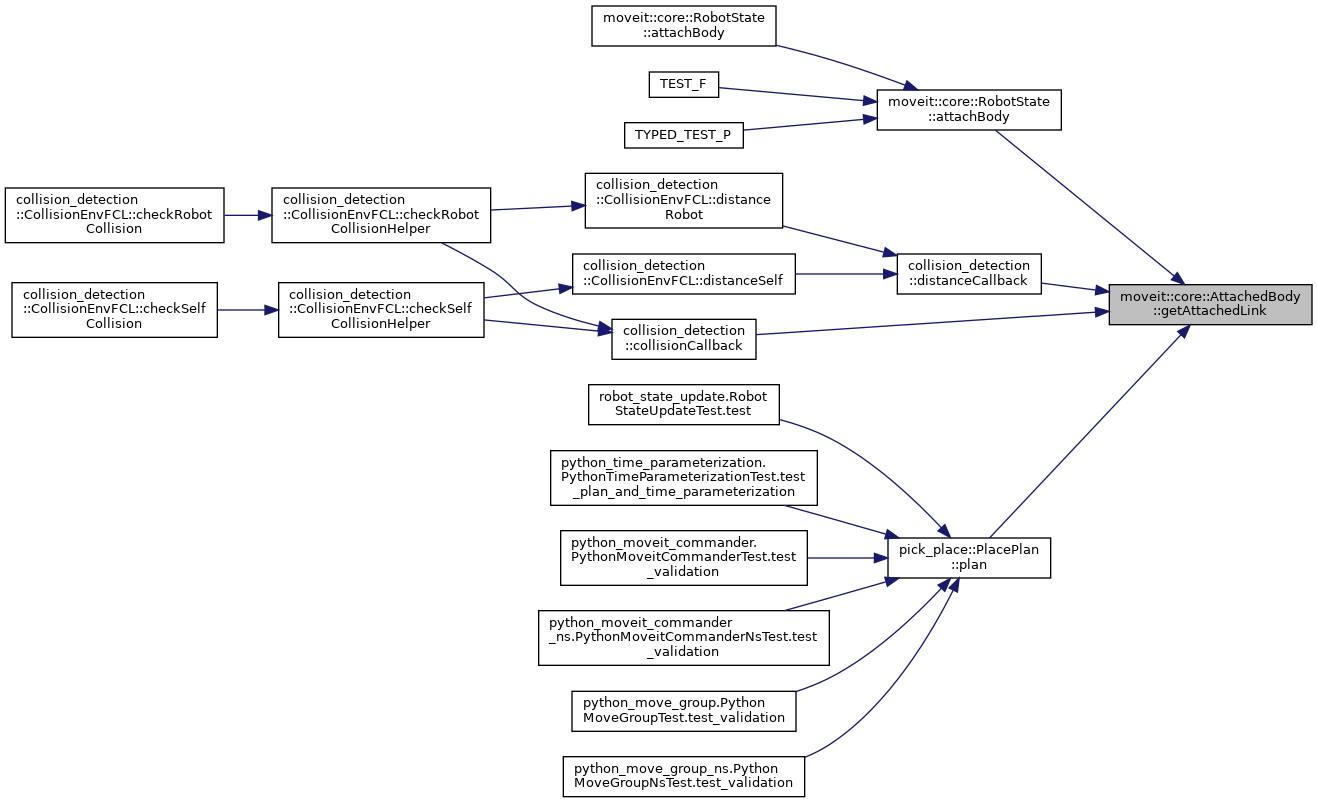 moveit::core::RobotState
::attachBody
TEST_F
moveit::core::RobotState
::attachBody
TYPED_TEST_P
collision_detection
::CollisionEnvFCL::distance
Robot
collision_detection
::CollisionEnvFCL::checkRobot
Collision
collision_detection
::CollisionEnvFCL::checkRobot
CollisionHelper
collision_detection
::CollisionEnvFCL::distanceSelf
collision_detection
::distanceCallback
collision_detection
::CollisionEnvFCL::checkSelf
Collision
collision_detection
::CollisionEnvFCL::checkSelf
CollisionHelper
moveit::core::AttachedBody
::getAttachedLink
collision_detection
::collisionCallback
robot_state_update.Robot
StateUpdateTest.test
python_time_parameterization.
PythonTimeParameterizationTest.test
_plan_and_time_parameterization
python_moveit_commander.
PythonMoveitCommanderTest.test
_validation
pick_place::PlacePlan
::plan
python_moveit_commander
_ns.PythonMoveitCommanderNsTest.test
_validation
python_move_group.Python
MoveGroupTest.test_validation
python_move_group_ns.Python
MoveGroupNsTest.test_validation